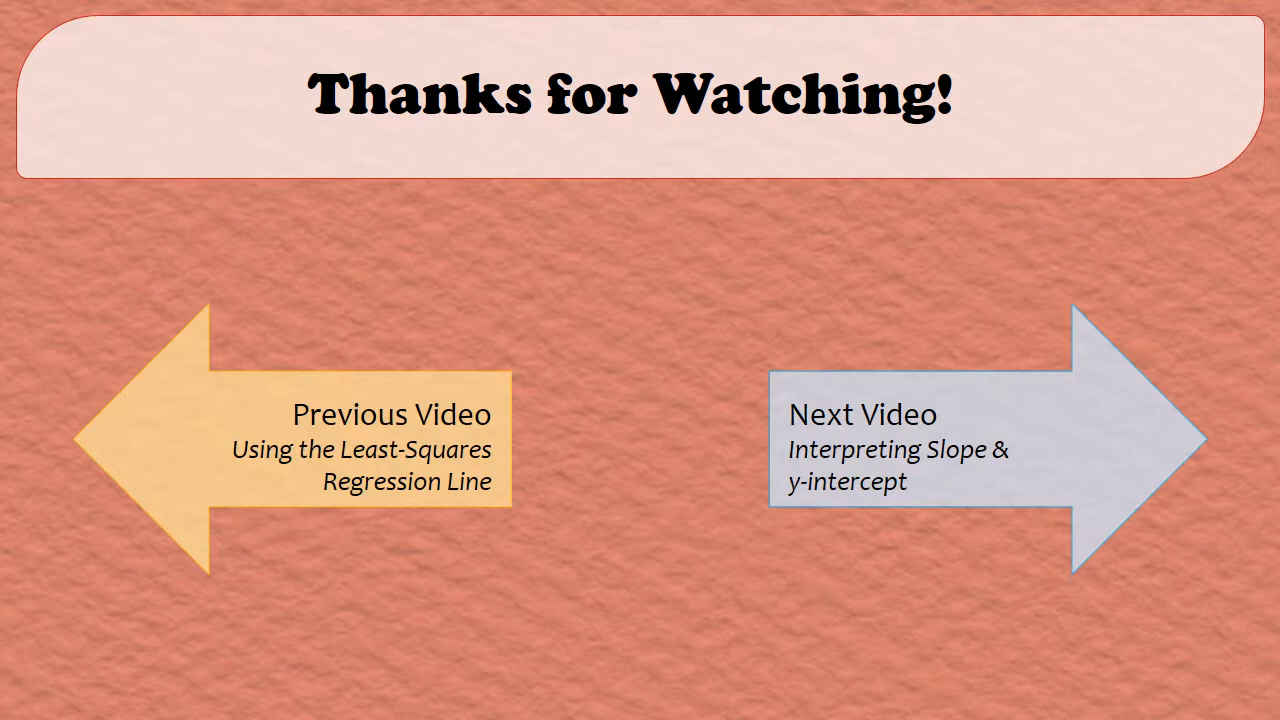 Thanks for Watching!
Previous Video
Using the Least-Squares
Regression Line
Next Video
Interpreting Slope &
y-intercept